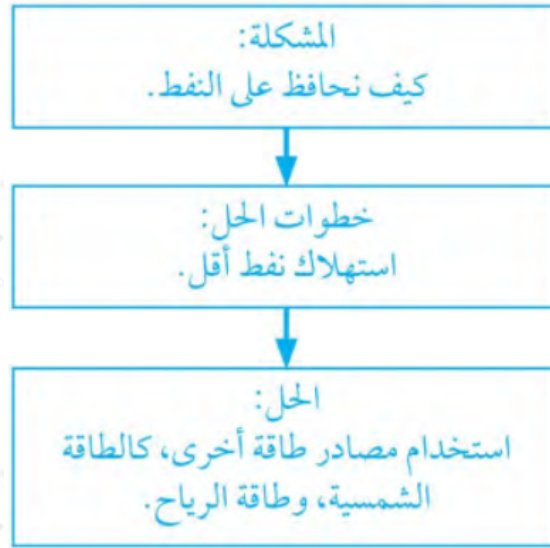 المشكلة:
كيف نحافظ على النفط.
خطوات الحل:
استهلاك نفط أقل.
الحل:
استخدام مصادر طاقة أخرى، كالطاقة
الشمسية، وطاقة الرياح.